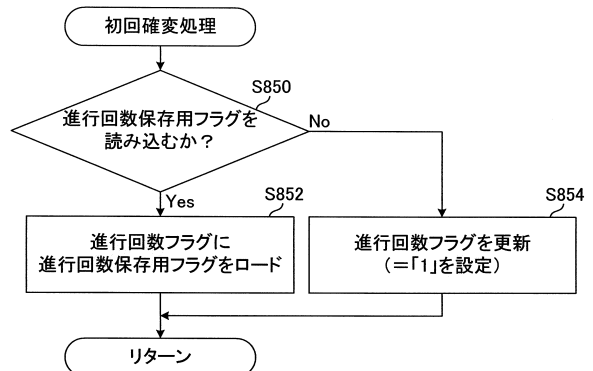 初回確変処理
S850
進行回数保存用フラグを
読み込むか？
No
Yes
S852
S854
進行回数フラグに
進行回数保存用フラグをロード
進行回数フラグを更新
（＝「1」を設定）
リターン